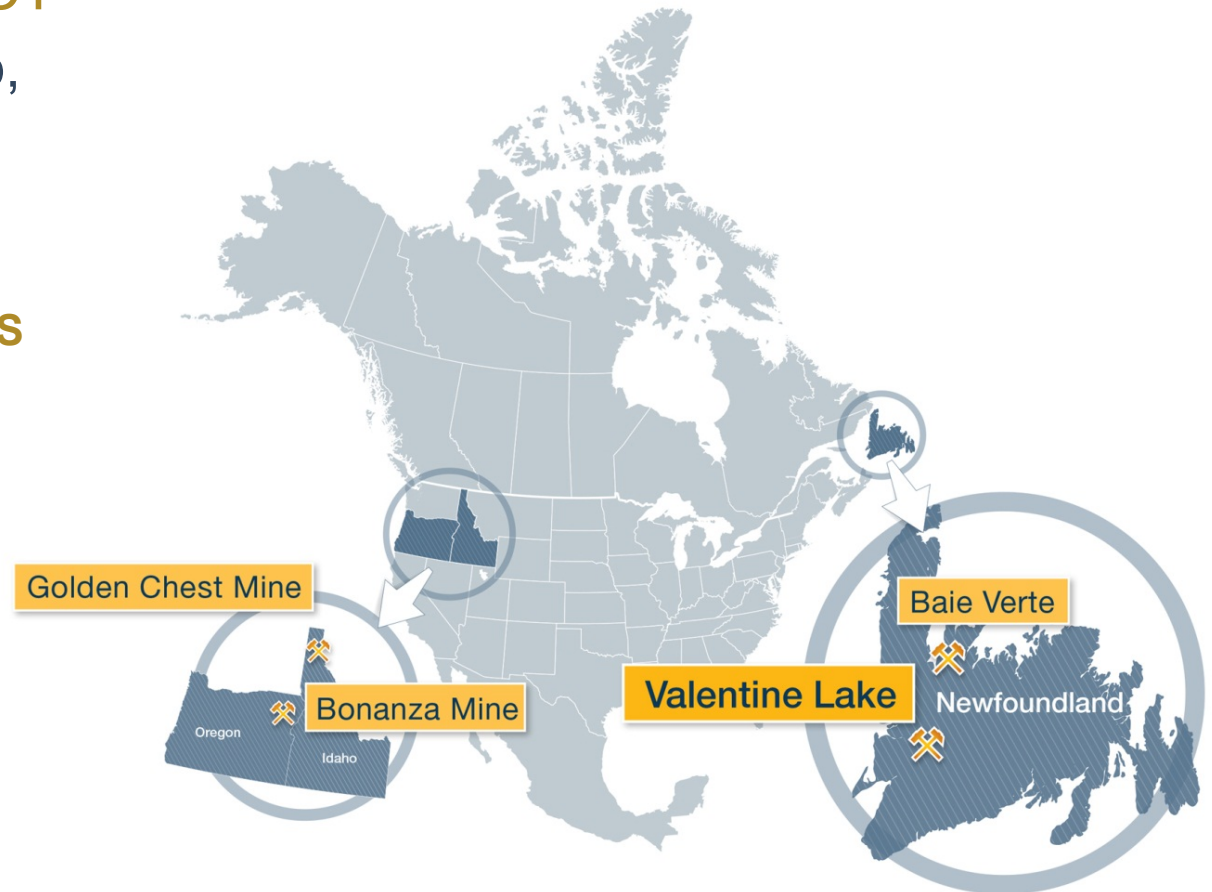 s
Golden Chest Mine
Bonanza Mine
Oregon
Idaho
Baie Verte
Valentine Lake
Newfoundland